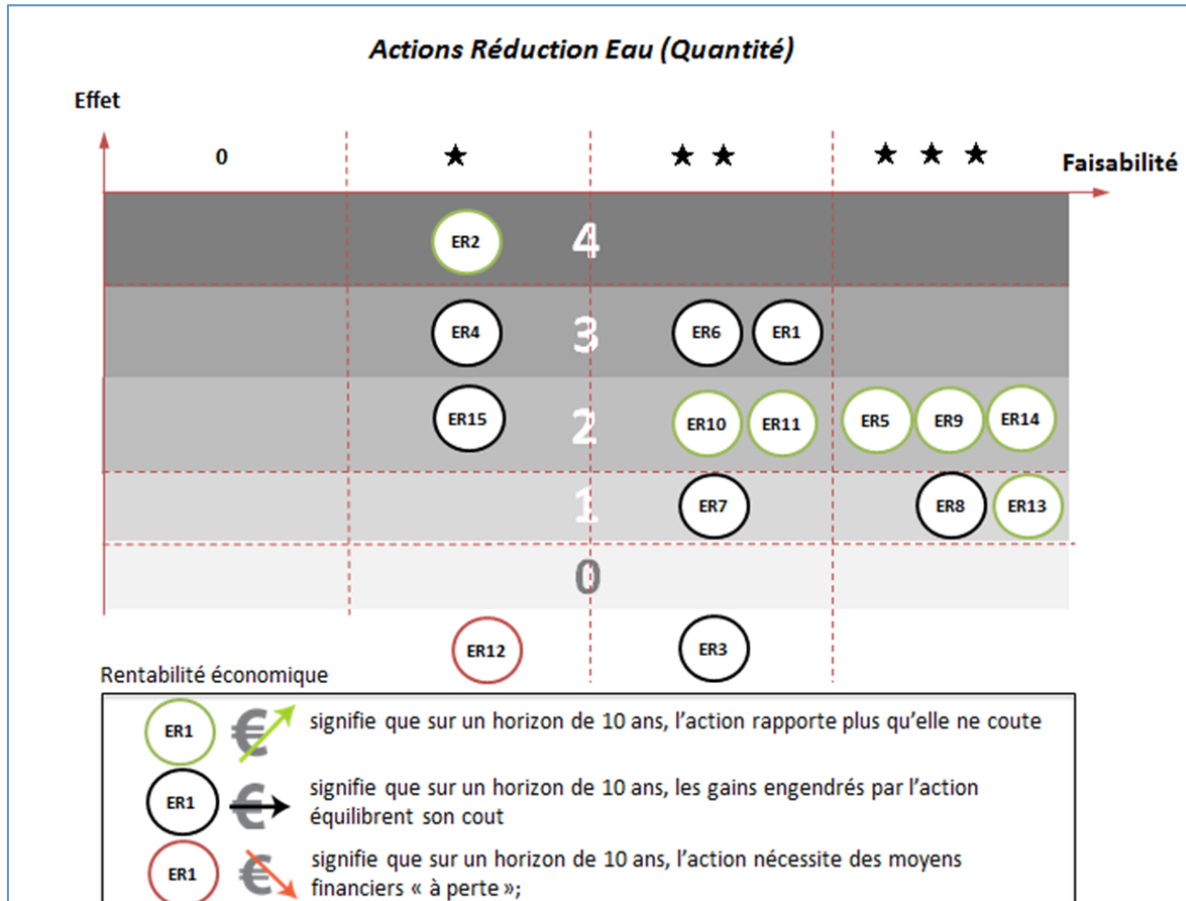 Actions Réduction Eau (Quantité)
Effet
0 ★ ★ ★ ★ ★ ★
Faisabilité
ER2 4
ER4 3 ER6 ER1
ER15 2 ER10 ER11 ER5 ER9 ER14
1 ER7 ER8 ER13
0
ER12 ER3
Rentabilité économique
ER1 € signifie que sur un horizon de 10 ans, l’action rapporte plus qu’elle ne coute
ER1 € signifie que sur un horizon de 10 ans, les gains engendrés par l’action
équilibrent son cout
ER1 € signifie que sur un horizon de 10 ans, l’action nécessite des moyens
financiers « à perte »;